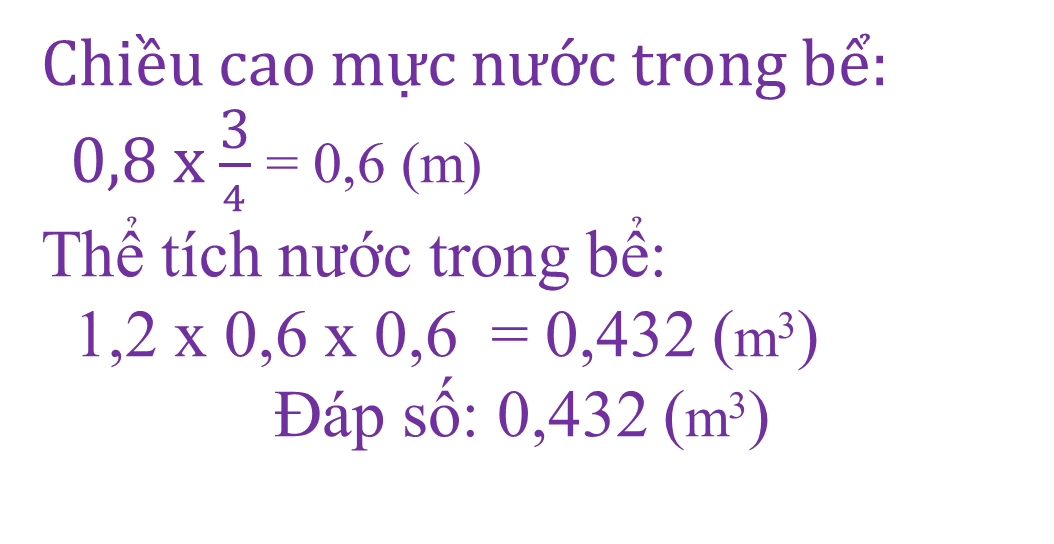 Chiều cao mực nước trong bể:
0,8 x 3/4 = 0,6 (m)
Thể tích nước trong bể:
1,2 x 0,6 x 0,6 = 0,432 (m³)
Đáp số: 0,432 (m³)